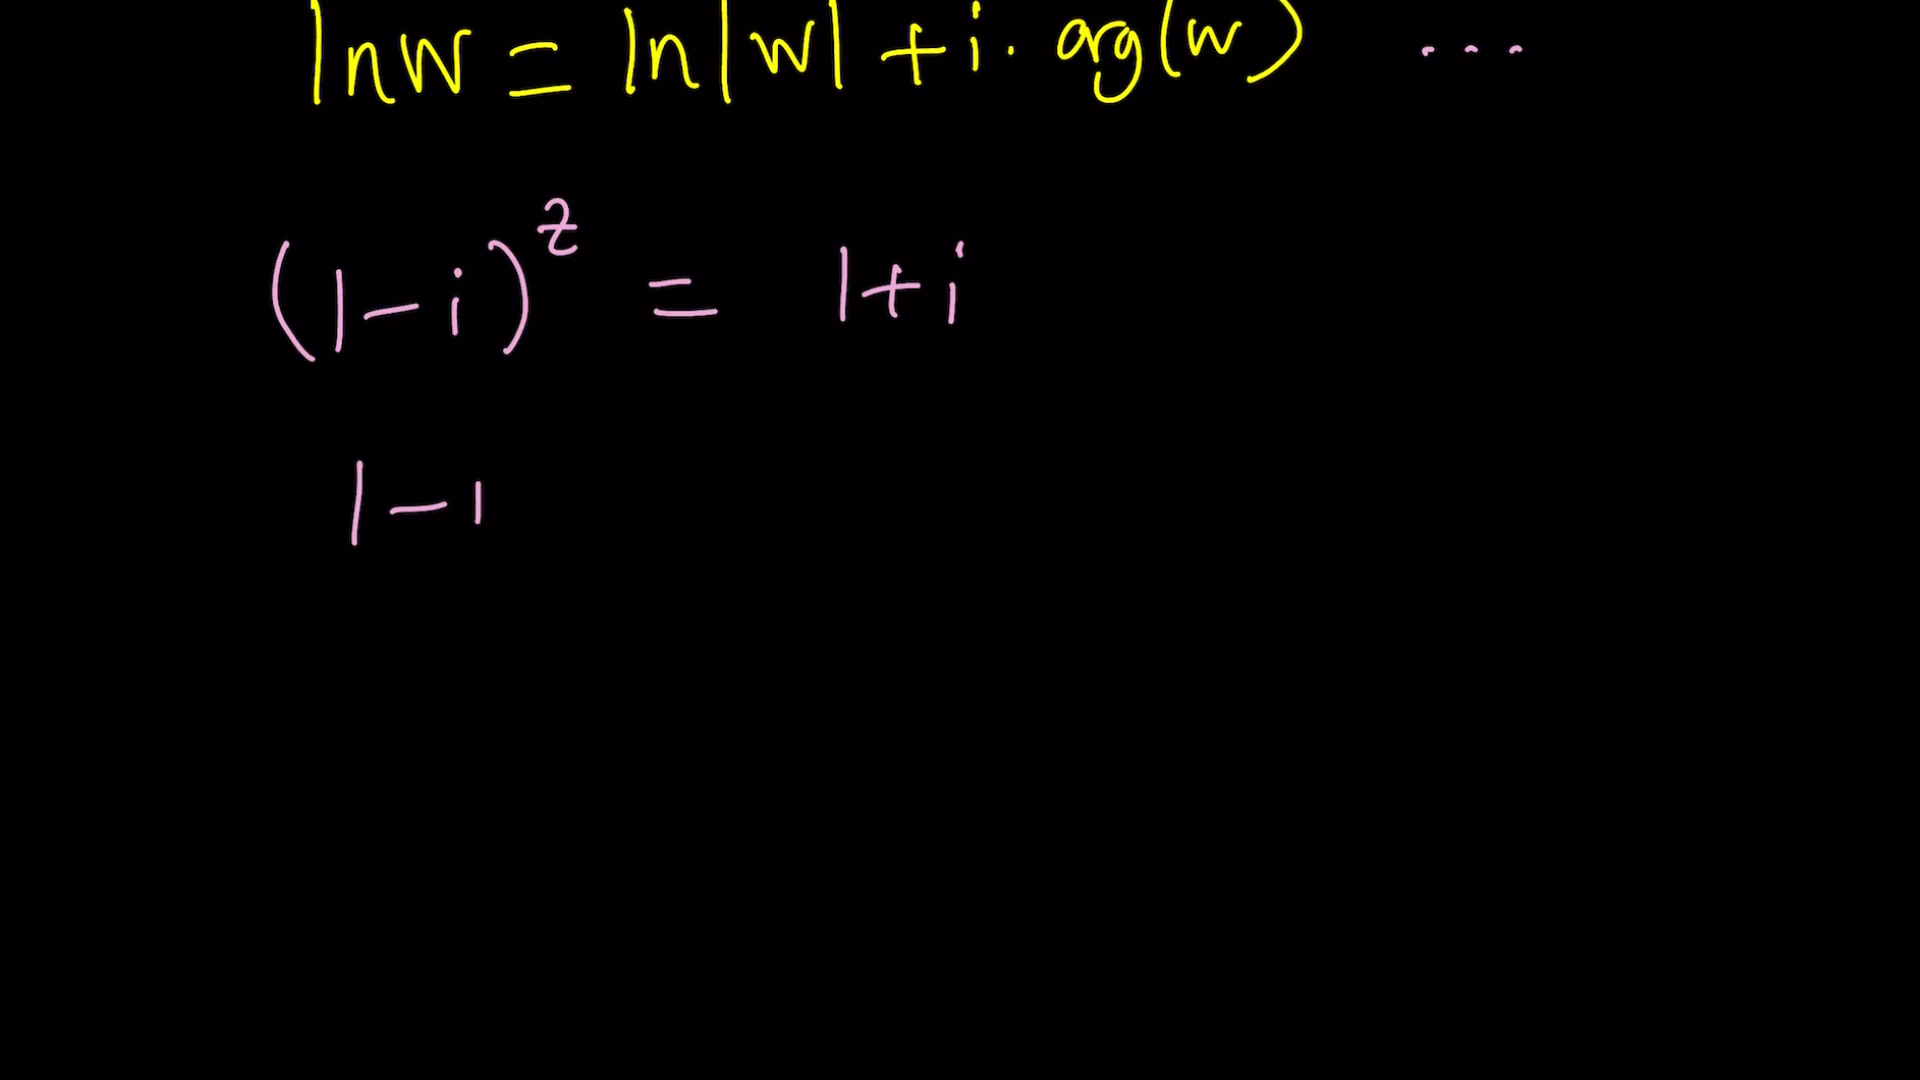 ln w = ln|w| + i · arg(w) ...
(1-i)^z = 1+i
1-ı